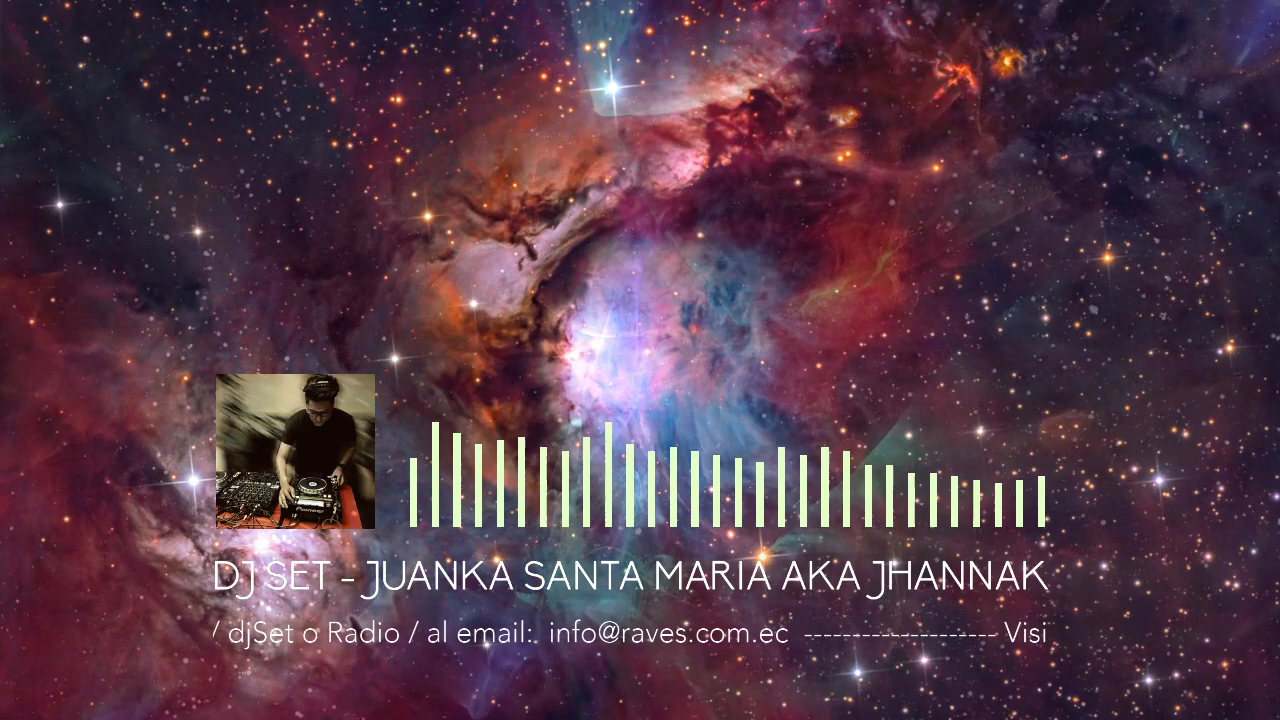 DJ SET - JUANKA SANTA MARIA AKA JHANNAK
/ djSet o Radio / al email:. info@raves.com.ec -------------------- Visi